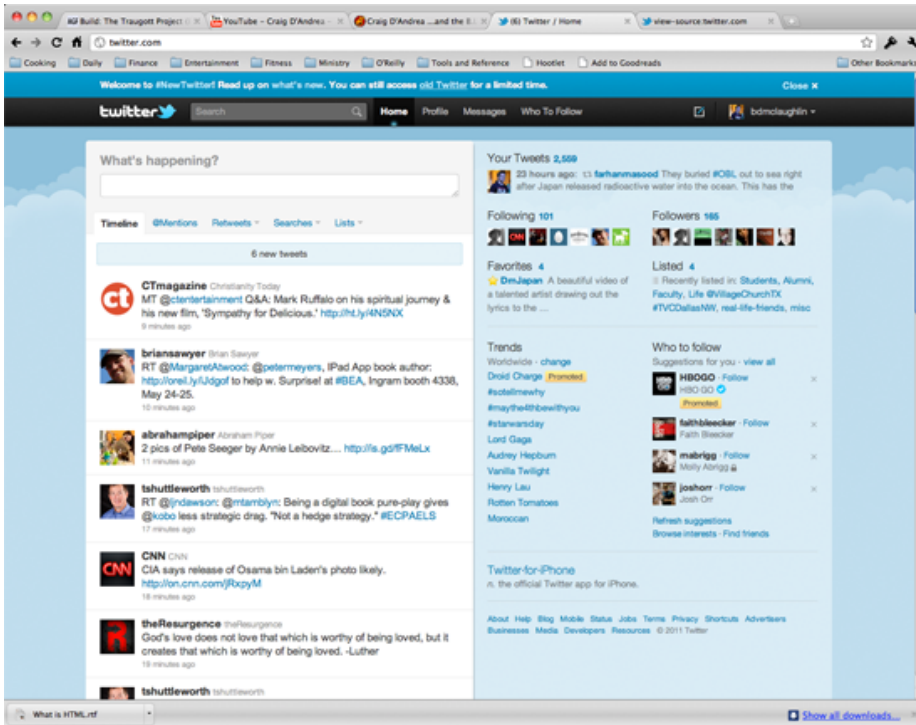 Build: The Traugott Project
YouTube - Craig D'Andrea -
Craig D'Andrea ...and the B
(6) Twitter / Home
view-source:twitter.com
twitter.com
Cooking Daily Finance Entertainment Fitness Ministry O'Reilly Tools and Reference Hootlet Add to Goodreads Other Bookmarks
Welcome to #NewTwitter! Read up on what's new. You can still access old Twitter for a limited time. Close x
twitter Search Home Profile Messages Who To Follow bdmclaughlin
What's happening?
Timeline @Mentions Retweets Searches Lists
6 new tweets
CTmagazine Christianity Today
MT @ctentertainment Q&A: Mark Ruffalo on his spiritual journey &
his new film, 'Sympathy for Delicious.' http://ht.ly/4N5NX
9 minutes ago
briansawyer Brian Sawyer
RT @MargaretAtwood: @petermeyers, IPad App book author:
http://oreil.ly/iJdgof to help w. Surprise! at #BEA, Ingram booth 4338,
May 24-25.
10 minutes ago
abrahampiper Abraham Piper
2 pics of Pete Seeger by Annie Leibovitz... http://is.gd/fFMeLx
11 minutes ago
tshuttleworth tshuttleworth
RT @jndawson: @mtamblyn: Being a digital book pure-play gives
@kobo less strategic drag. "Not a hedge strategy." #ECPAELS
17 minutes ago
CNN CNN
CIA says release of Osama bin Laden's photo likely.
http://on.cnn.com/jRxpyM
18 minutes ago
theResurgence theResurgence
God's love does not love that which is worthy of being loved, but it
creates that which is worthy of being loved. -Luther
19 minutes ago
tshuttleworth tshuttleworth
Your Tweets 2,559
23 hours ago: farhanmasood They buried #OBL out to sea right
after Japan released radioactive water into the ocean. This has the
Following 101
Followers 165
Favorites 4
DmJapan A beautiful video of
a talented artist drawing out the
lyrics to the ...
Listed 4
Recently listed in: Students, Alumni,
Faculty, Life @VillageChurchTX
#TVCDallasNW, real-life-friends, misc
Trends
Worldwide · change
Droid Charge Promoted
#sotellmewhy
#maythe4thbewithyou
#starwarsday
Lord Gaga
Audrey Hepburn
Vanilla Twilight
Henry Lau
Rotten Tomatoes
Moroccan
Who to follow
Suggestions for you · view all
HBOGO · Follow x
HBO GO
Promoted
faithbleecker · Follow x
Faith Bleecker
mabrigg · Follow x
Molly Abrigg
joshorr · Follow x
Josh Orr
Refresh suggestions
Browse interests · Find friends
Twitter-for-iPhone
n. the official Twitter app for iPhone.
About Help Blog Mobile Status Jobs Terms Privacy Shortcuts Advertisers
Businesses Media Developers Resources © 2011 Twitter
What is HTML.rtf
Show all downloads...